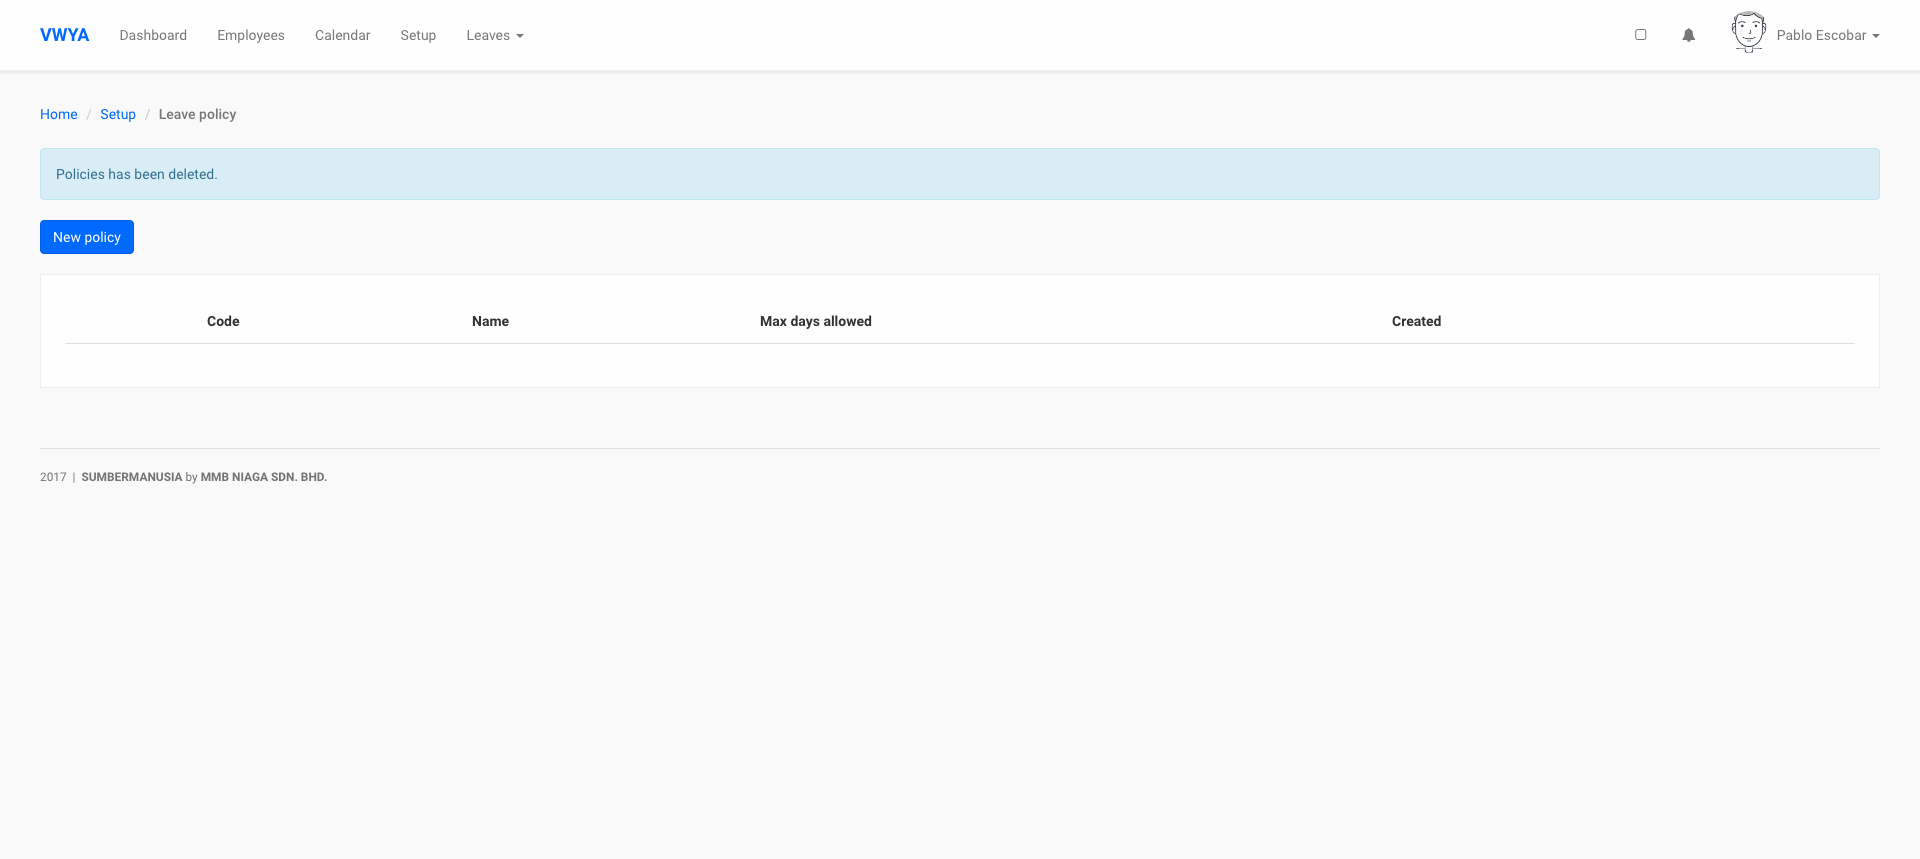 VWYA Dashboard Employees Calendar Setup Leaves Pablo Escobar
Home / Setup / Leave policy
Policies has been deleted.
New policy
Code Name Max days allowed Created
2017 | SUMBERMANUSIA by MMB NIAGA SDN. BHD.